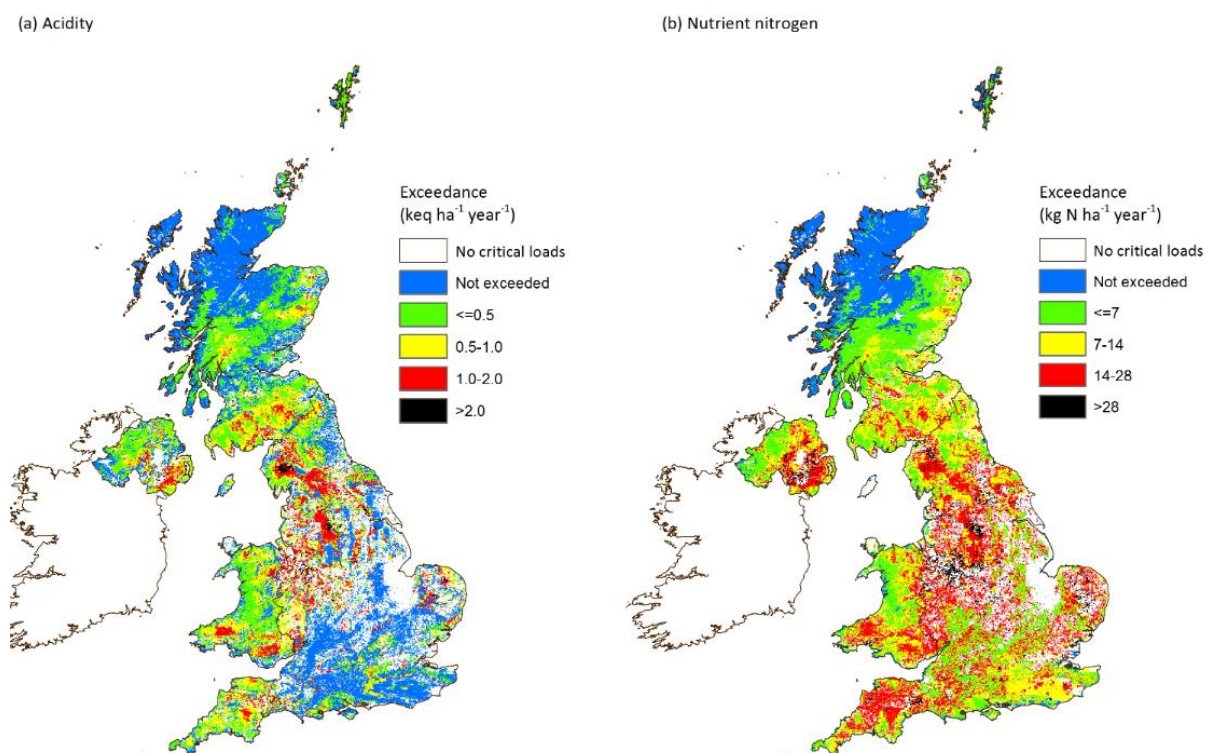 (a) Acidity
Exceedance
(keq ha⁻¹ year⁻¹)
No critical loads
Not exceeded
<=0.5
0.5-1.0
1.0-2.0
>2.0
(b) Nutrient nitrogen
Exceedance
(kg N ha⁻¹ year⁻¹)
No critical loads
Not exceeded
<=7
7-14
14-28
>28